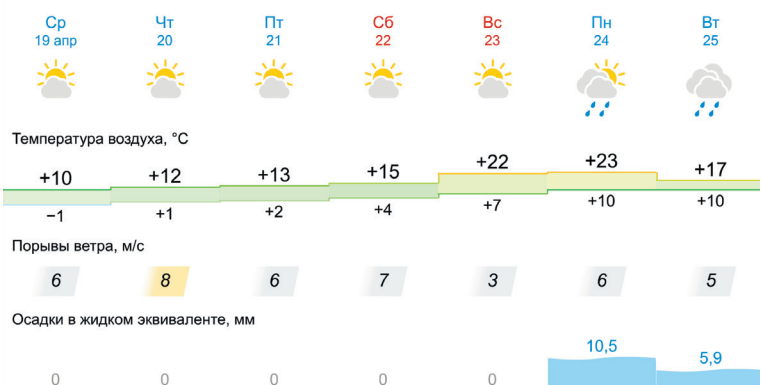 Ср Чт Пт Сб Вс Пн Вт
19 апр 20 21 22 23 24 25
Температура воздуха, °C
+10 +12 +13 +15 +22 +23 +17
−1 +1 +2 +4 +7 +10 +10
Порывы ветра, м/с
6 8 6 7 3 6 5
Осадки в жидком эквиваленте, мм
0 0 0 0 0 10,5 5,9